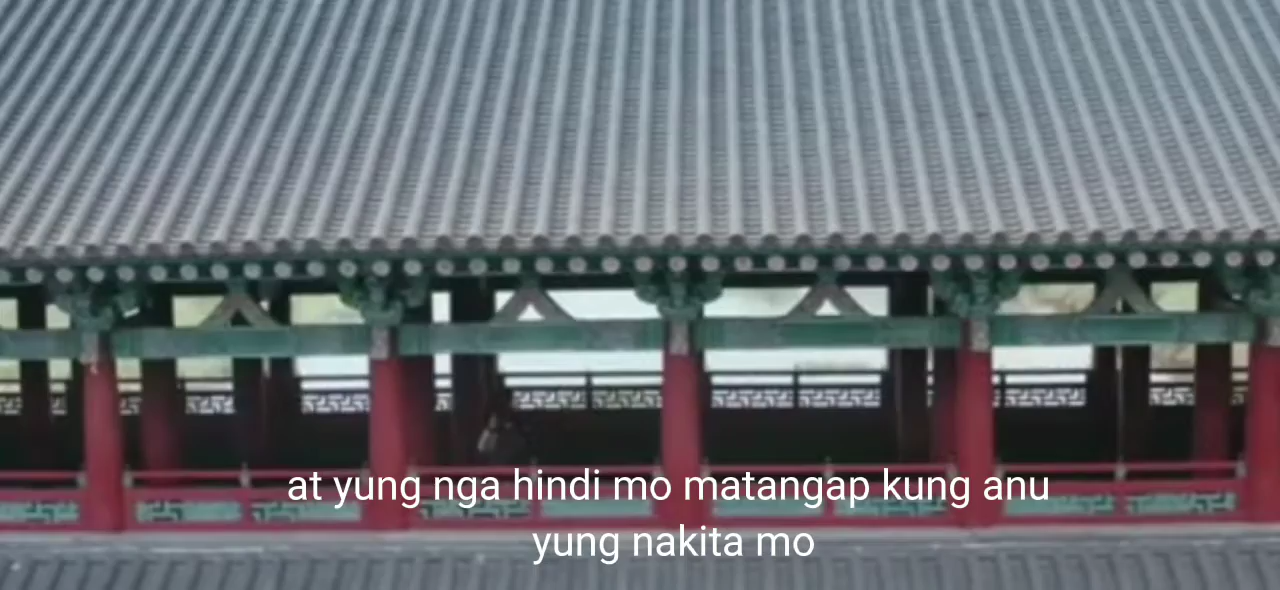 at yung nga hindi mo matangap kung anu
yung nakita mo